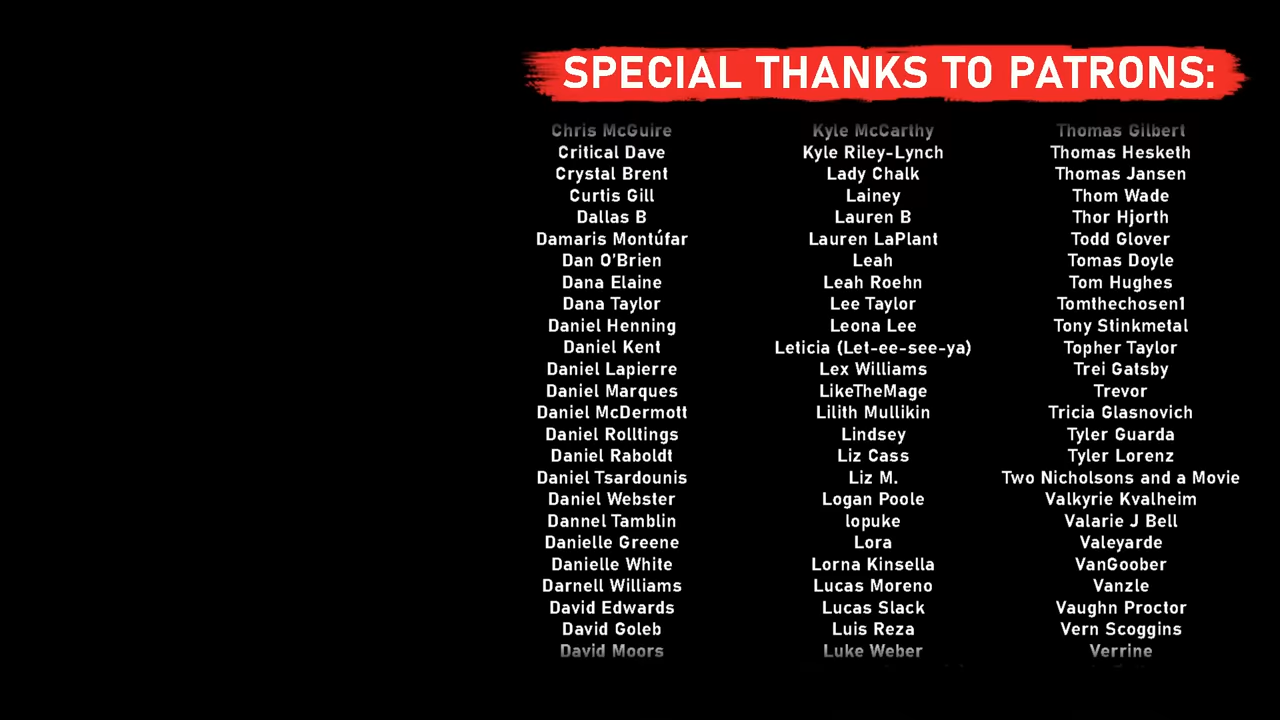 SPECIAL THANKS TO PATRONS:
Chris McGuire
Critical Dave
Crystal Brent
Curtis Gill
Dallas B
Damaris Montúfar
Dan O'Brien
Dana Elaine
Dana Taylor
Daniel Henning
Daniel Kent
Daniel Lapierre
Daniel Marques
Daniel McDermott
Daniel Rolltings
Daniel Raboldt
Daniel Tsardounis
Daniel Webster
Dannel Tamblin
Danielle Greene
Danielle White
Darnell Williams
David Edwards
David Goleb
David Moors
Kyle McCarthy
Kyle Riley-Lynch
Lady Chalk
Lainey
Lauren B
Lauren LaPlant
Leah
Leah Roehn
Lee Taylor
Leona Lee
Leticia (Let-ee-see-ya)
Lex Williams
LikeTheMage
Lilith Mullikin
Lindsey
Liz Cass
Liz M.
Logan Poole
lopuke
Lora
Lorna Kinsella
Lucas Moreno
Lucas Slack
Luis Reza
Luke Weber
Thomas Gilbert
Thomas Hesketh
Thomas Jansen
Thom Wade
Thor Hjorth
Todd Glover
Tomas Doyle
Tom Hughes
Tomthechosen1
Tony Stinkmetal
Topher Taylor
Trei Gatsby
Trevor
Tricia Glasnovich
Tyler Guarda
Tyler Lorenz
Two Nicholsons and a Movie
Valkyrie Kvalheim
Valarie J Bell
Valeyarde
VanGoober
Vanzle
Vaughn Proctor
Vern Scoggins
Verrine